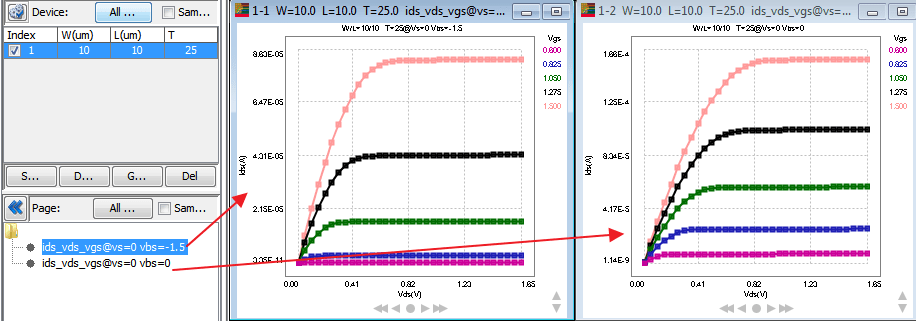 Device: All ... Sam...
Index W(um) L(um) T
1 10 10 25
S... D... G... Del
Page: All ... Sam...
ids_vds_vgs@vs=0 vbs=-1.5
ids_vds_vgs@vs=0 vbs=0
1-1 W=10.0 L=10.0 T=25.0 ids_vds_vgs@vs=...
W/L=10/10 T=25@Vs=0 Vbs=-1.5
Vgs
0.600
0.825
1.050
1.275
1.500
8.63E-05
6.47E-05
4.31E-05
2.15E-05
Ids(A)
0.00 0.41 0.82 1.23 1.65
Vds(V)
1-2 W=10.0 L=10.0 T=25.0 ids_vds_vgs@vs=...
W/L=10/10 T=25@Vs=0 Vbs=0
Vgs
0.600
0.825
1.050
1.275
1.500
1.66E-4
1.25E-4
8.34E-5
4.17E-5
1.14E-9
Ids(A)
0.00 0.41 0.82 1.23 1.65
Vds(V)